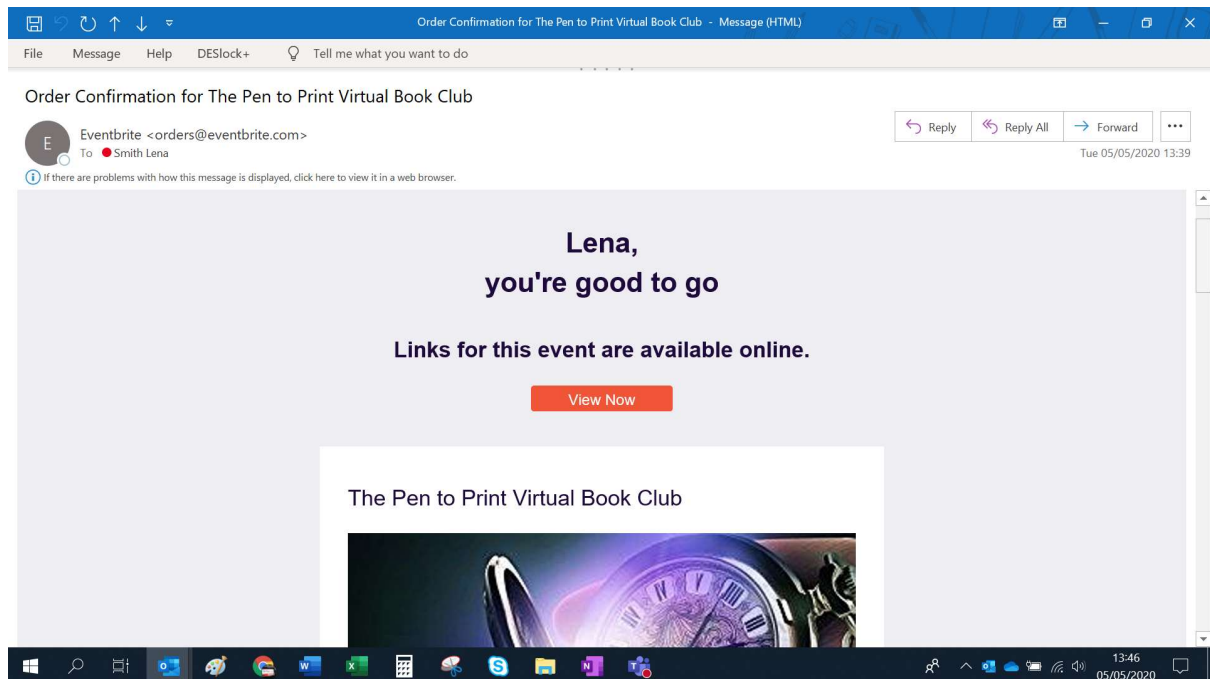 Order Confirmation for The Pen to Print Virtual Book Club - Message (HTML)
File Message Help DESlock+ Tell me what you want to do
Order Confirmation for The Pen to Print Virtual Book Club
E
Eventbrite <orders@eventbrite.com>
To Smith Lena
Reply Reply All Forward
Tue 05/05/2020 13:39
If there are problems with how this message is displayed, click here to view it in a web browser.
Lena,
you're good to go
Links for this event are available online.
View Now
The Pen to Print Virtual Book Club
13:46
05/05/2020